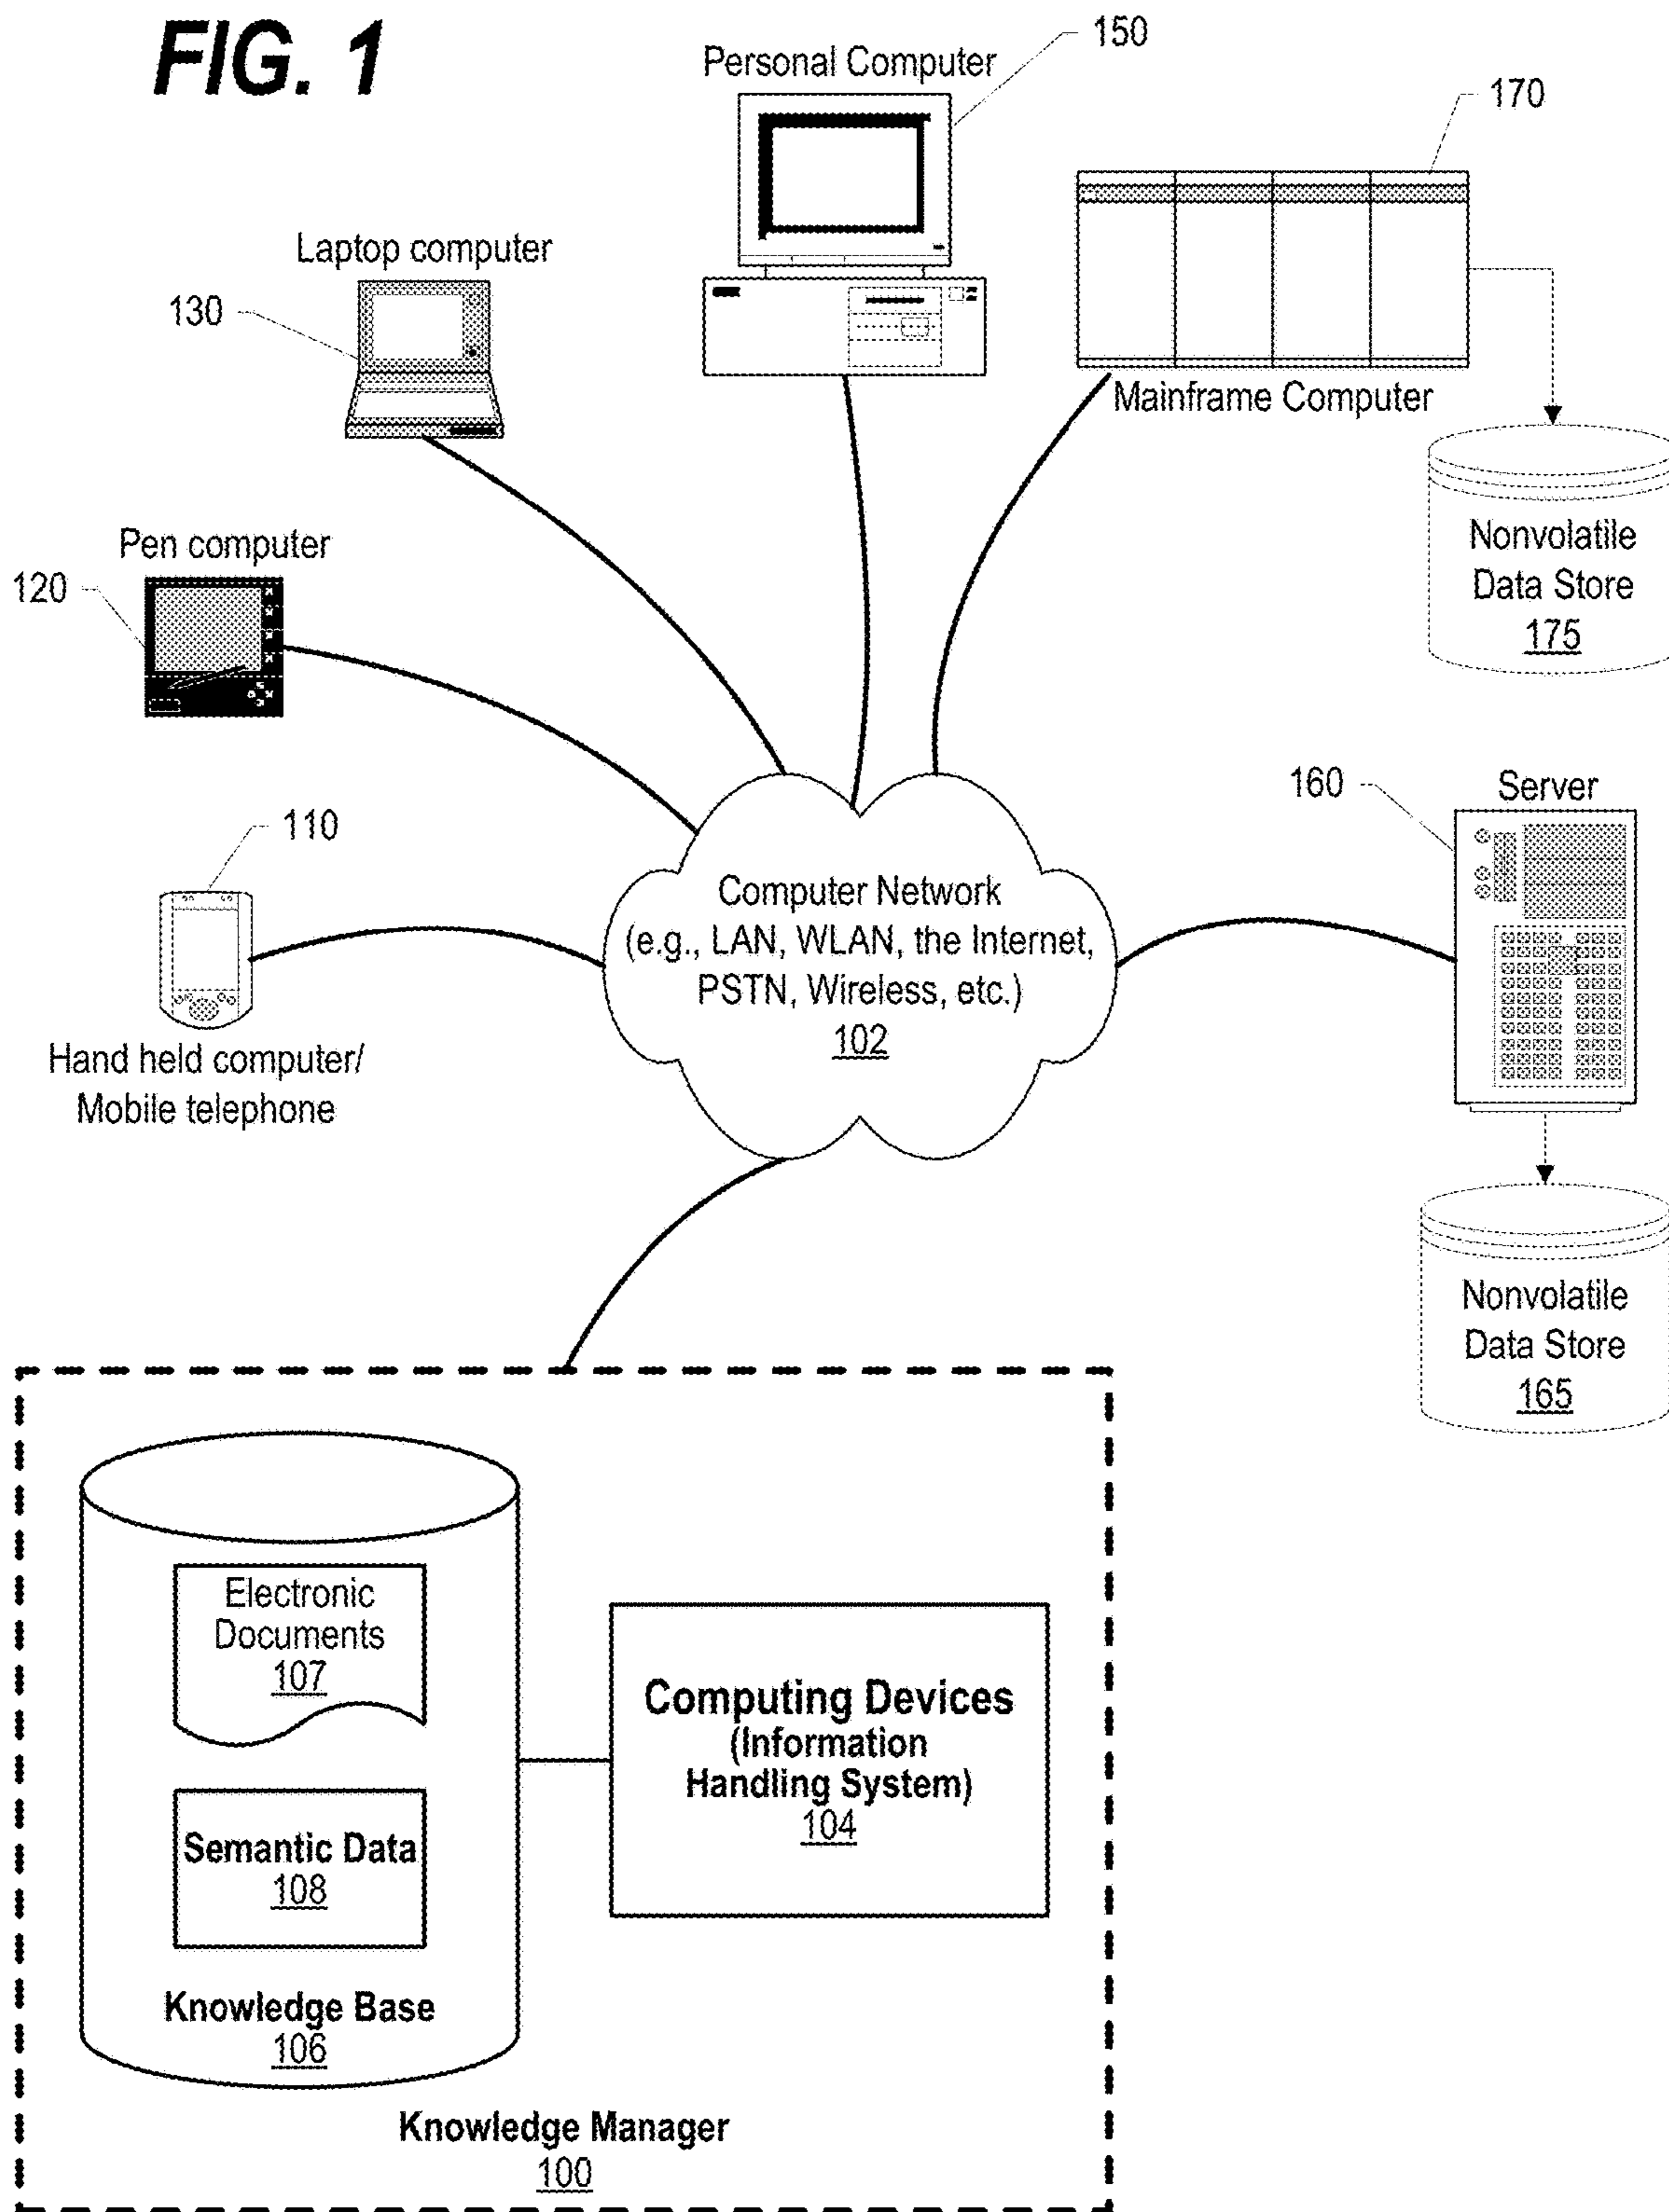 FIG. 1
Personal Computer
150
170
Laptop computer
130
Mainframe Computer
Nonvolatile
Data Store
175
Pen computer
120
160
Server
110
Computer Network
(e.g., LAN, WLAN, the Internet,
PSTN, Wireless, etc.)
102
Hand held computer/
Mobile telephone
Nonvolatile
Data Store
165
Electronic
Documents
107
Semantic Data
108
Knowledge Base
106
Computing Devices
(Information
Handling System)
104
Knowledge Manager
100